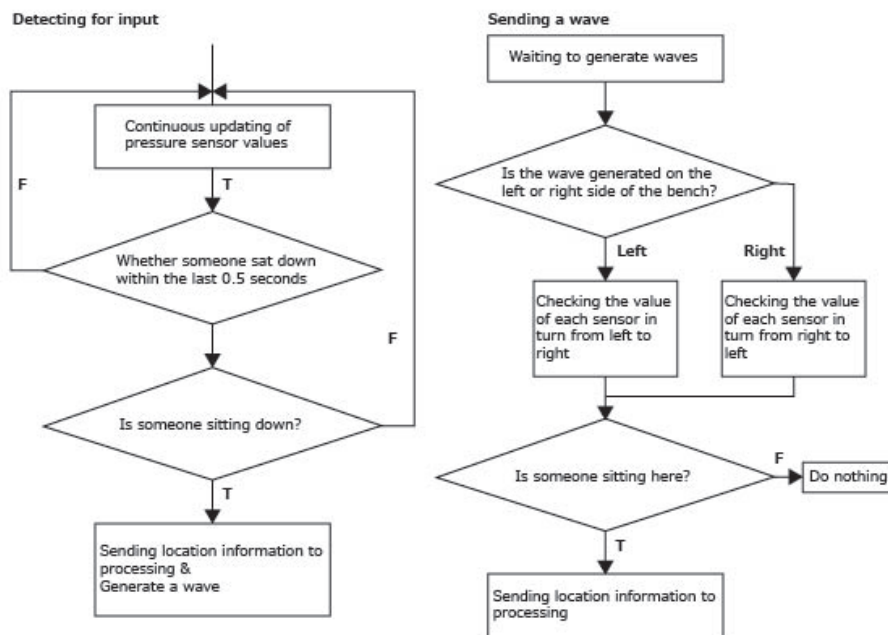 Detecting for input
Continuous updating of
pressure sensor values
F
T
Whether someone sat down
within the last 0.5 seconds
F
Is someone sitting down?
T
Sending location information to
processing &
Generate a wave
Sending a wave
Waiting to generate waves
Is the wave generated on the
left or right side of the bench?
Left
Right
Checking the value
of each sensor in
turn from left to
right
Checking the value
of each sensor in
turn from right to
left
Is someone sitting here?
F
Do nothing
T
Sending location information to
processing